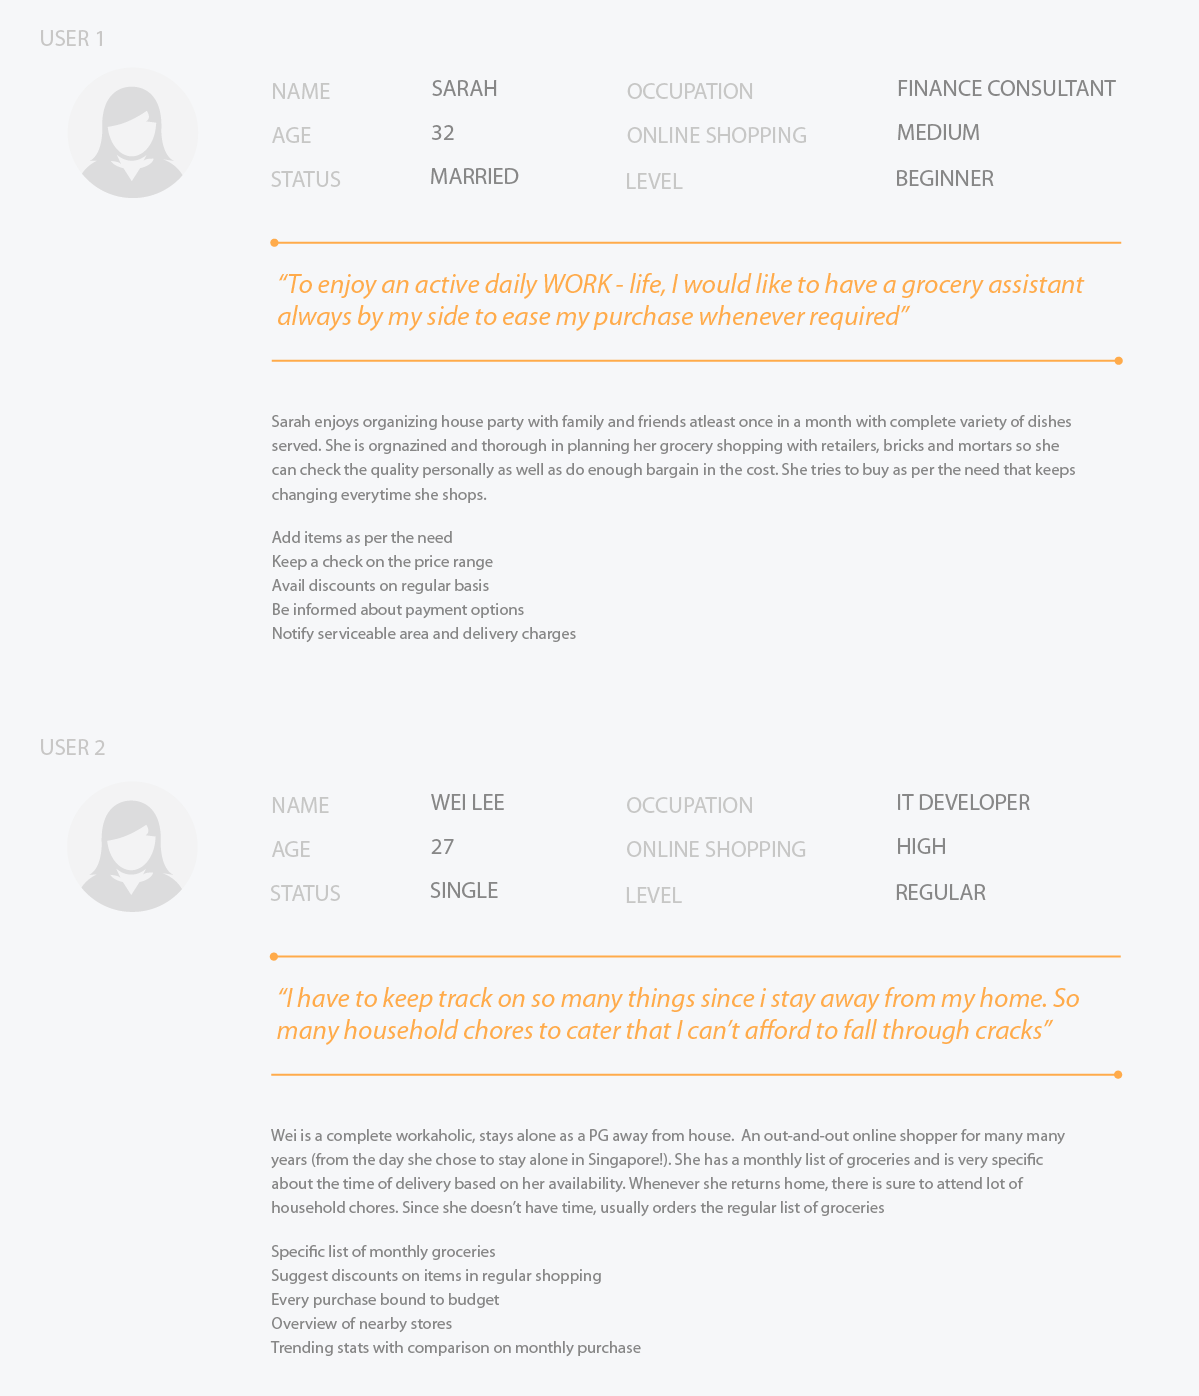 USER 1
NAME SARAH OCCUPATION FINANCE CONSULTANT
AGE 32 ONLINE SHOPPING MEDIUM
STATUS MARRIED LEVEL BEGINNER
“To enjoy an active daily WORK - life, I would like to have a grocery assistant
always by my side to ease my purchase whenever required”
Sarah enjoys organizing house party with family and friends atleast once in a month with complete variety of dishes
served. She is orgnazined and thorough in planning her grocery shopping with retailers, bricks and mortars so she
can check the quality personally as well as do enough bargain in the cost. She tries to buy as per the need that keeps
changing everytime she shops.
Add items as per the need
Keep a check on the price range
Avail discounts on regular basis
Be informed about payment options
Notify serviceable area and delivery charges
USER 2
NAME WEI LEE OCCUPATION IT DEVELOPER
AGE 27 ONLINE SHOPPING HIGH
STATUS SINGLE LEVEL REGULAR
“I have to keep track on so many things since i stay away from my home. So
many household chores to cater that I can’t afford to fall through cracks”
Wei is a complete workaholic, stays alone as a PG away from house.  An out-and-out online shopper for many many
years (from the day she chose to stay alone in Singapore!). She has a monthly list of groceries and is very specific
about the time of delivery based on her availability. Whenever she returns home, there is sure to attend lot of
household chores. Since she doesn’t have time, usually orders the regular list of groceries
Specific list of monthly groceries
Suggest discounts on items in regular shopping
Every purchase bound to budget
Overview of nearby stores
Trending stats with comparison on monthly purchase